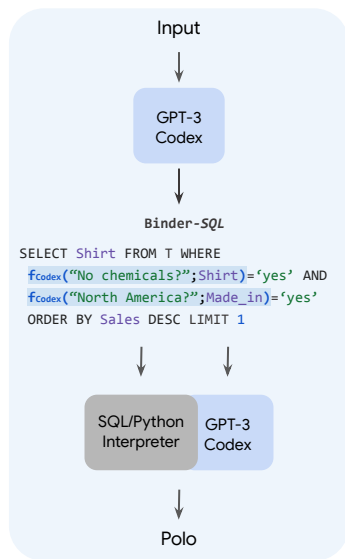 Input
GPT-3
Codex
Binder-SQL
SELECT Shirt FROM T WHERE
fCodex(“No chemicals?”;Shirt)=‘yes’ AND
fCodex(“North America?”;Made_in)=‘yes’
ORDER BY Sales DESC LIMIT 1
SQL/Python
Interpreter
GPT-3
Codex
Polo